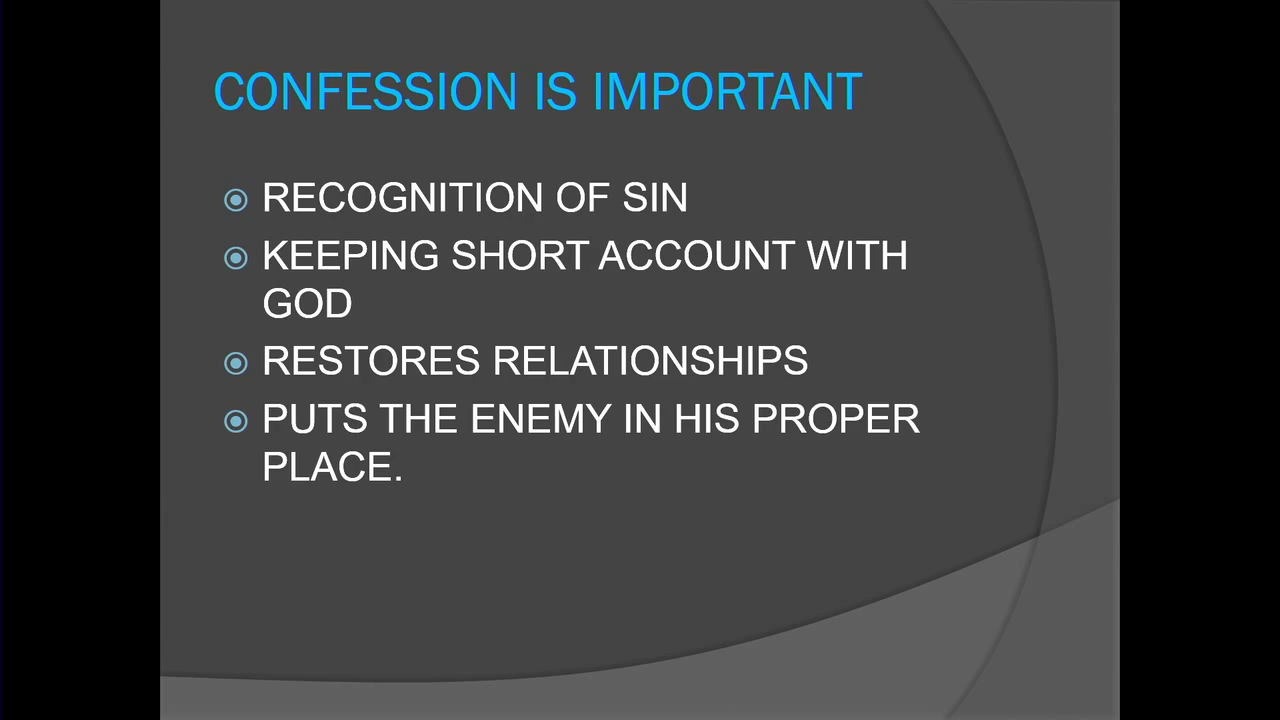 CONFESSION IS IMPORTANT
RECOGNITION OF SIN
KEEPING SHORT ACCOUNT WITH
GOD
RESTORES RELATIONSHIPS
PUTS THE ENEMY IN HIS PROPER
PLACE.